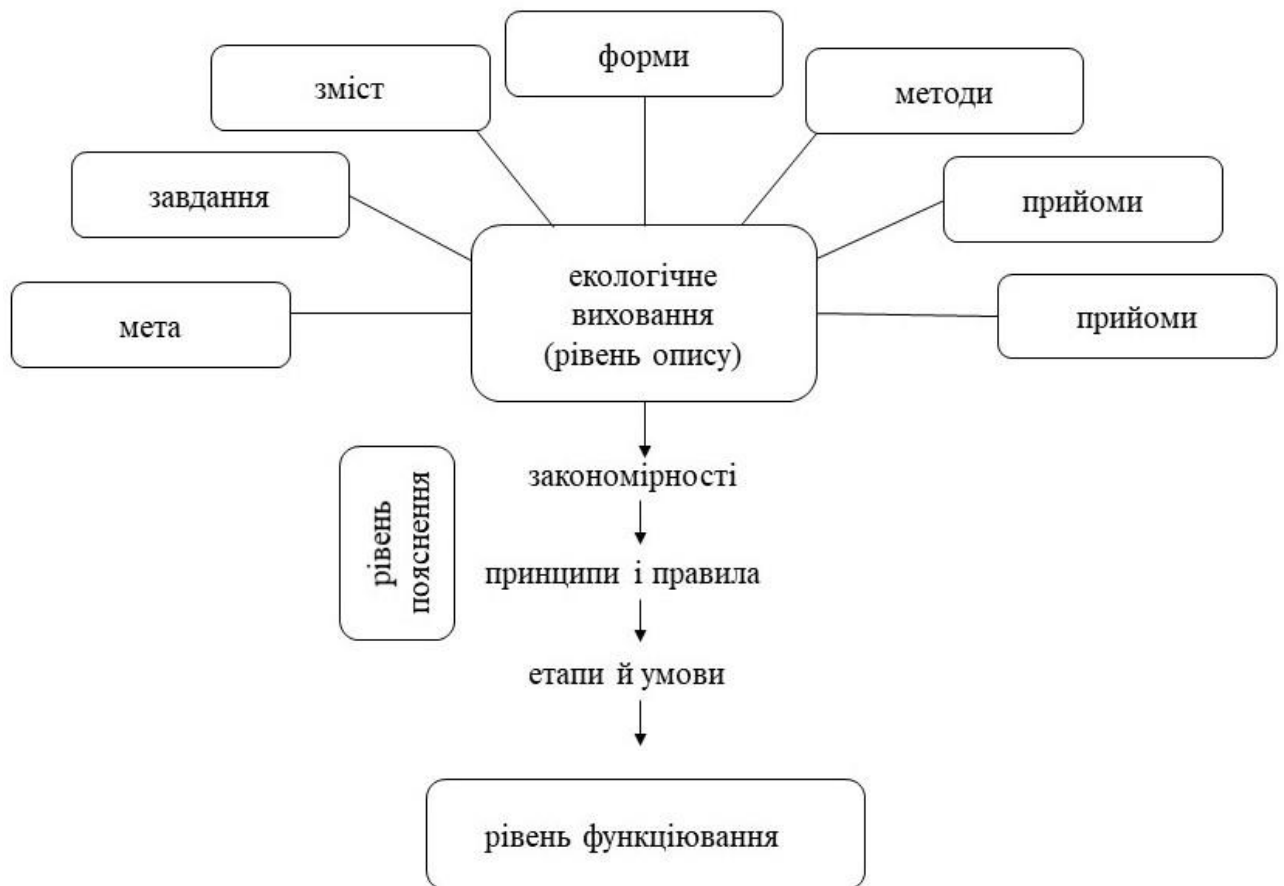 форми
зміст
методи
завдання
прийоми
мета
екологічне
виховання
(рівень опису)
прийоми
рівень
пояснення
закономірності
принципи і правила
етапи й умови
рівень функціювання